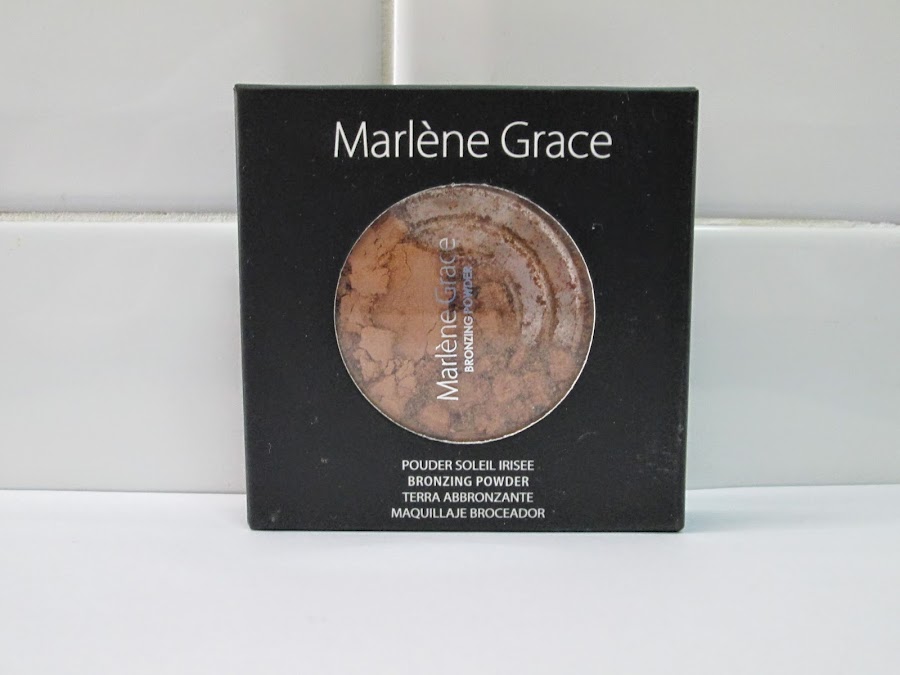 Marlène Grace
Marlène Grace
BRONZING POWDER
POUDER SOLEIL IRISEE
BRONZING POWDER
TERRA ABBRONZANTE
MAQUILLAJE BROCEADOR